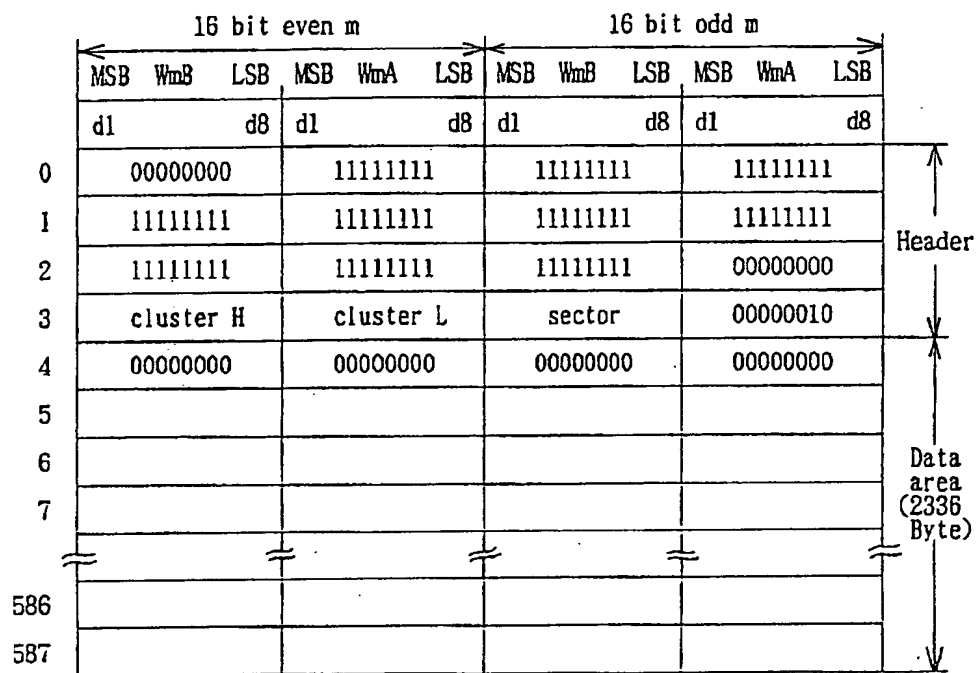 16 bit even m 16 bit odd m
MSB WmB LSB MSB WmA LSB MSB WmB LSB MSB WmA LSB
d1 d8 d1 d8 d1 d8 d1 d8
0 00000000 11111111 11111111 11111111
1 11111111 11111111 11111111 11111111
Header
2 11111111 11111111 11111111 00000000
3 cluster H cluster L sector 00000010
4 00000000 00000000 00000000 00000000
5
6
7
Data
area
(2336
Byte)
586
587